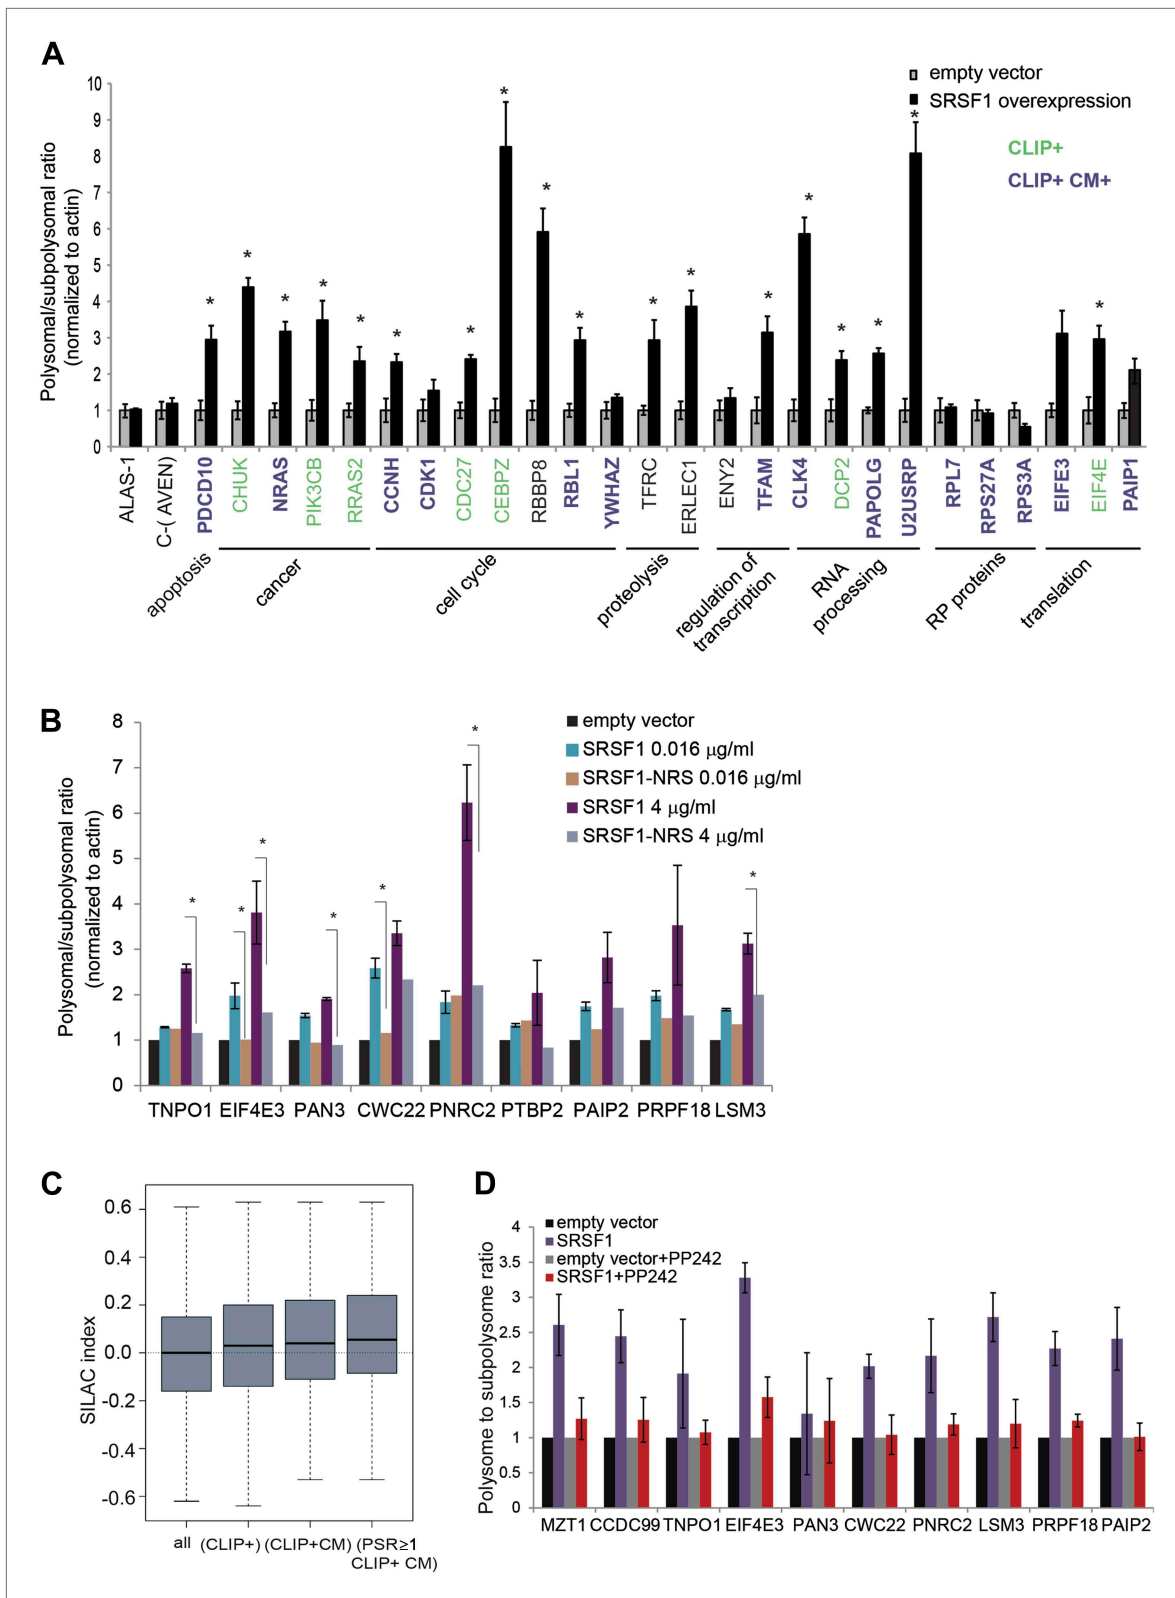 A
empty vector
SRSF1 overexpression
CLIP+
CLIP+ CM+
Polysomal/subpolysomal ratio
(normalized to actin)
10
9
8
7
6
5
4
3
2
1
0
* * * * * * * * * * * * * * * * * *
ALAS-1
C-( AVEN)
PDCD10
CHUK
NRAS
PIK3CB
RRAS2
CCNH
CDK1
CDC27
CEBPZ
RBBP8
RBL1
YWHAZ
TFRC
ERLEC1
ENY2
TFAM
CLK4
DCP2
PAPOLG
U2USRP
RPL7
RPS27A
RPS3A
EIFE3
EIF4E
PAIP1
apoptosis
cancer
cell cycle
proteolysis
regulation of
transcription
RNA
processing
RP proteins
translation
B
empty vector
SRSF1 0.016 μg/ml
SRSF1-NRS 0.016 μg/ml
SRSF1 4 μg/ml
SRSF1-NRS 4 μg/ml
Polysomal/subpolysomal ratio
(normalized to actin)
8
7
6
5
4
3
2
1
0
* * * * * * *
TNPO1 EIF4E3 PAN3 CWC22 PNRC2 PTBP2 PAIP2 PRPF18 LSM3
C
SILAC index
0.6
0.4
0.2
0.0
-0.2
-0.4
-0.6
all (CLIP+) (CLIP+CM) (PSR≥1
CLIP+ CM)
D
empty vector
SRSF1
empty vector+PP242
SRSF1+PP242
Polysome to subpolysome ratio
4
3.5
3
2.5
2
1.5
1
0.5
0
MZT1 CCDC99 TNPO1 EIF4E3 PAN3 CWC22 PNRC2 LSM3 PRPF18 PAIP2